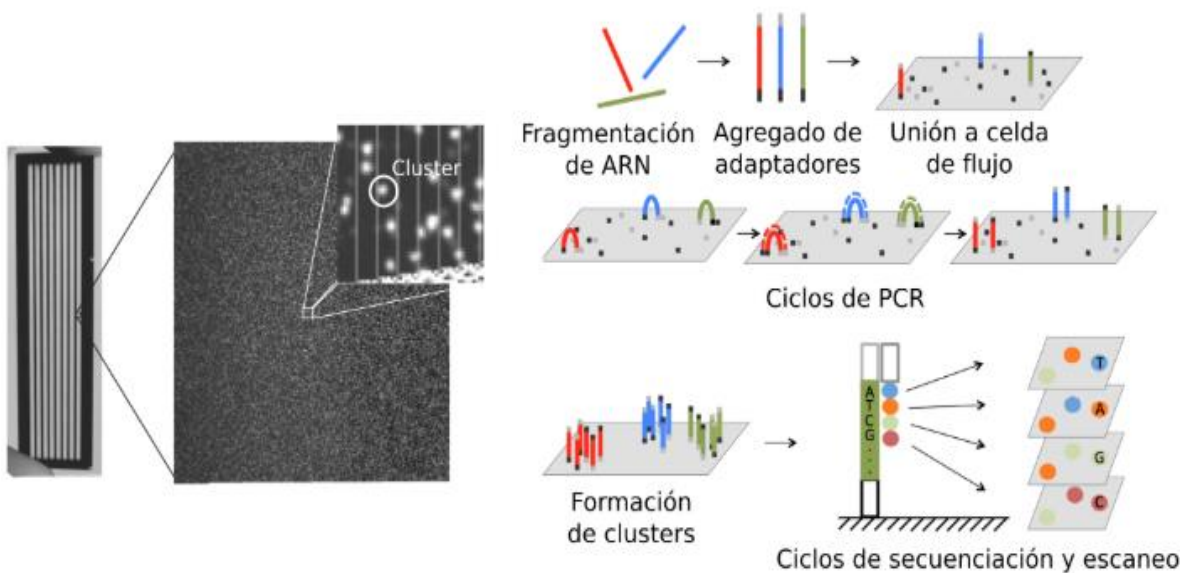 Cluster
Fragmentación
de ARN
Agregado de
adaptadores
Unión a celda
de flujo
Ciclos de PCR
Formación
de clusters
A
T
C
G
.
.
.
T
A
G
C
Ciclos de secuenciación y escaneo